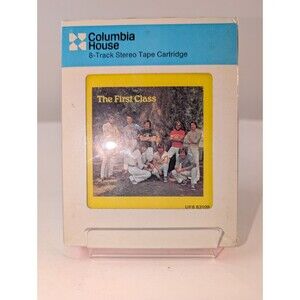 Columbia
House
8-Track Stereo Tape Cartridge
The First Class